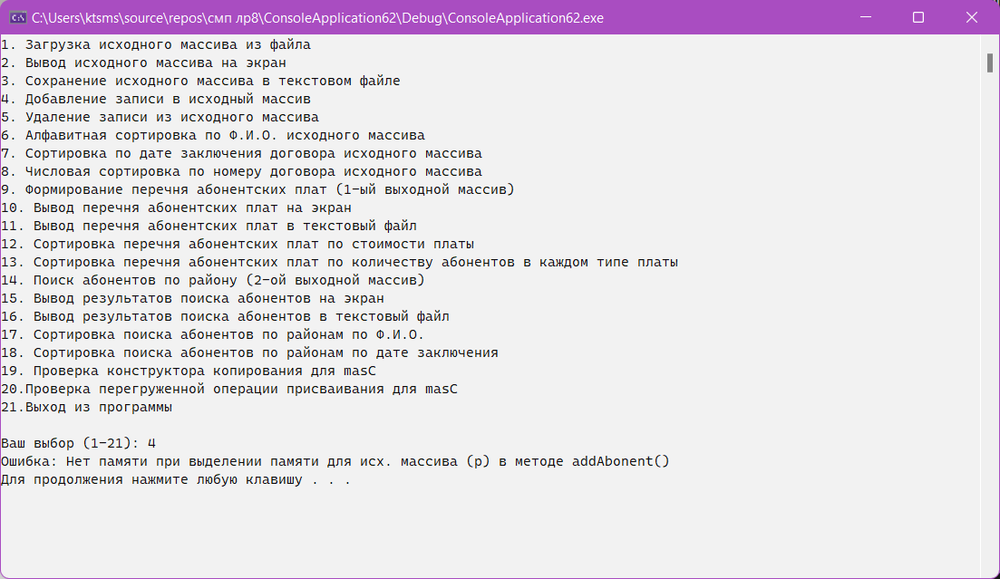 C:\Users\ktsms\source\repos\смп лр8\ConsoleApplication62\Debug\ConsoleApplication62.exe
1. Загрузка исходного массива из файла
2. Вывод исходного массива на экран
3. Сохранение исходного массива в текстовом файле
4. Добавление записи в исходный массив
5. Удаление записи из исходного массива
6. Алфавитная сортировка по Ф.И.О. исходного массива
7. Сортировка по дате заключения договора исходного массива
8. Числовая сортировка по номеру договора исходного массива
9. Формирование перечня абонентских плат (1-ый выходной массив)
10. Вывод перечня абонентских плат на экран
11. Вывод перечня абонентских плат в текстовый файл
12. Сортировка перечня абонентских плат по стоимости платы
13. Сортировка перечня абонентских плат по количеству абонентов в каждом типе платы
14. Поиск абонентов по району (2-ой выходной массив)
15. Вывод результатов поиска абонентов на экран
16. Вывод результатов поиска абонентов в текстовый файл
17. Сортировка поиска абонентов по районам по Ф.И.О.
18. Сортировка поиска абонентов по районам по дате заключения
19. Проверка конструктора копирования для masC
20.Проверка перегруженной операции присваивания для masC
21.Выход из программы
Ваш выбор (1-21): 4
Ошибка: Нет памяти при выделении памяти для исх. массива (p) в методе addAbonent()
Для продолжения нажмите любую клавишу . . .